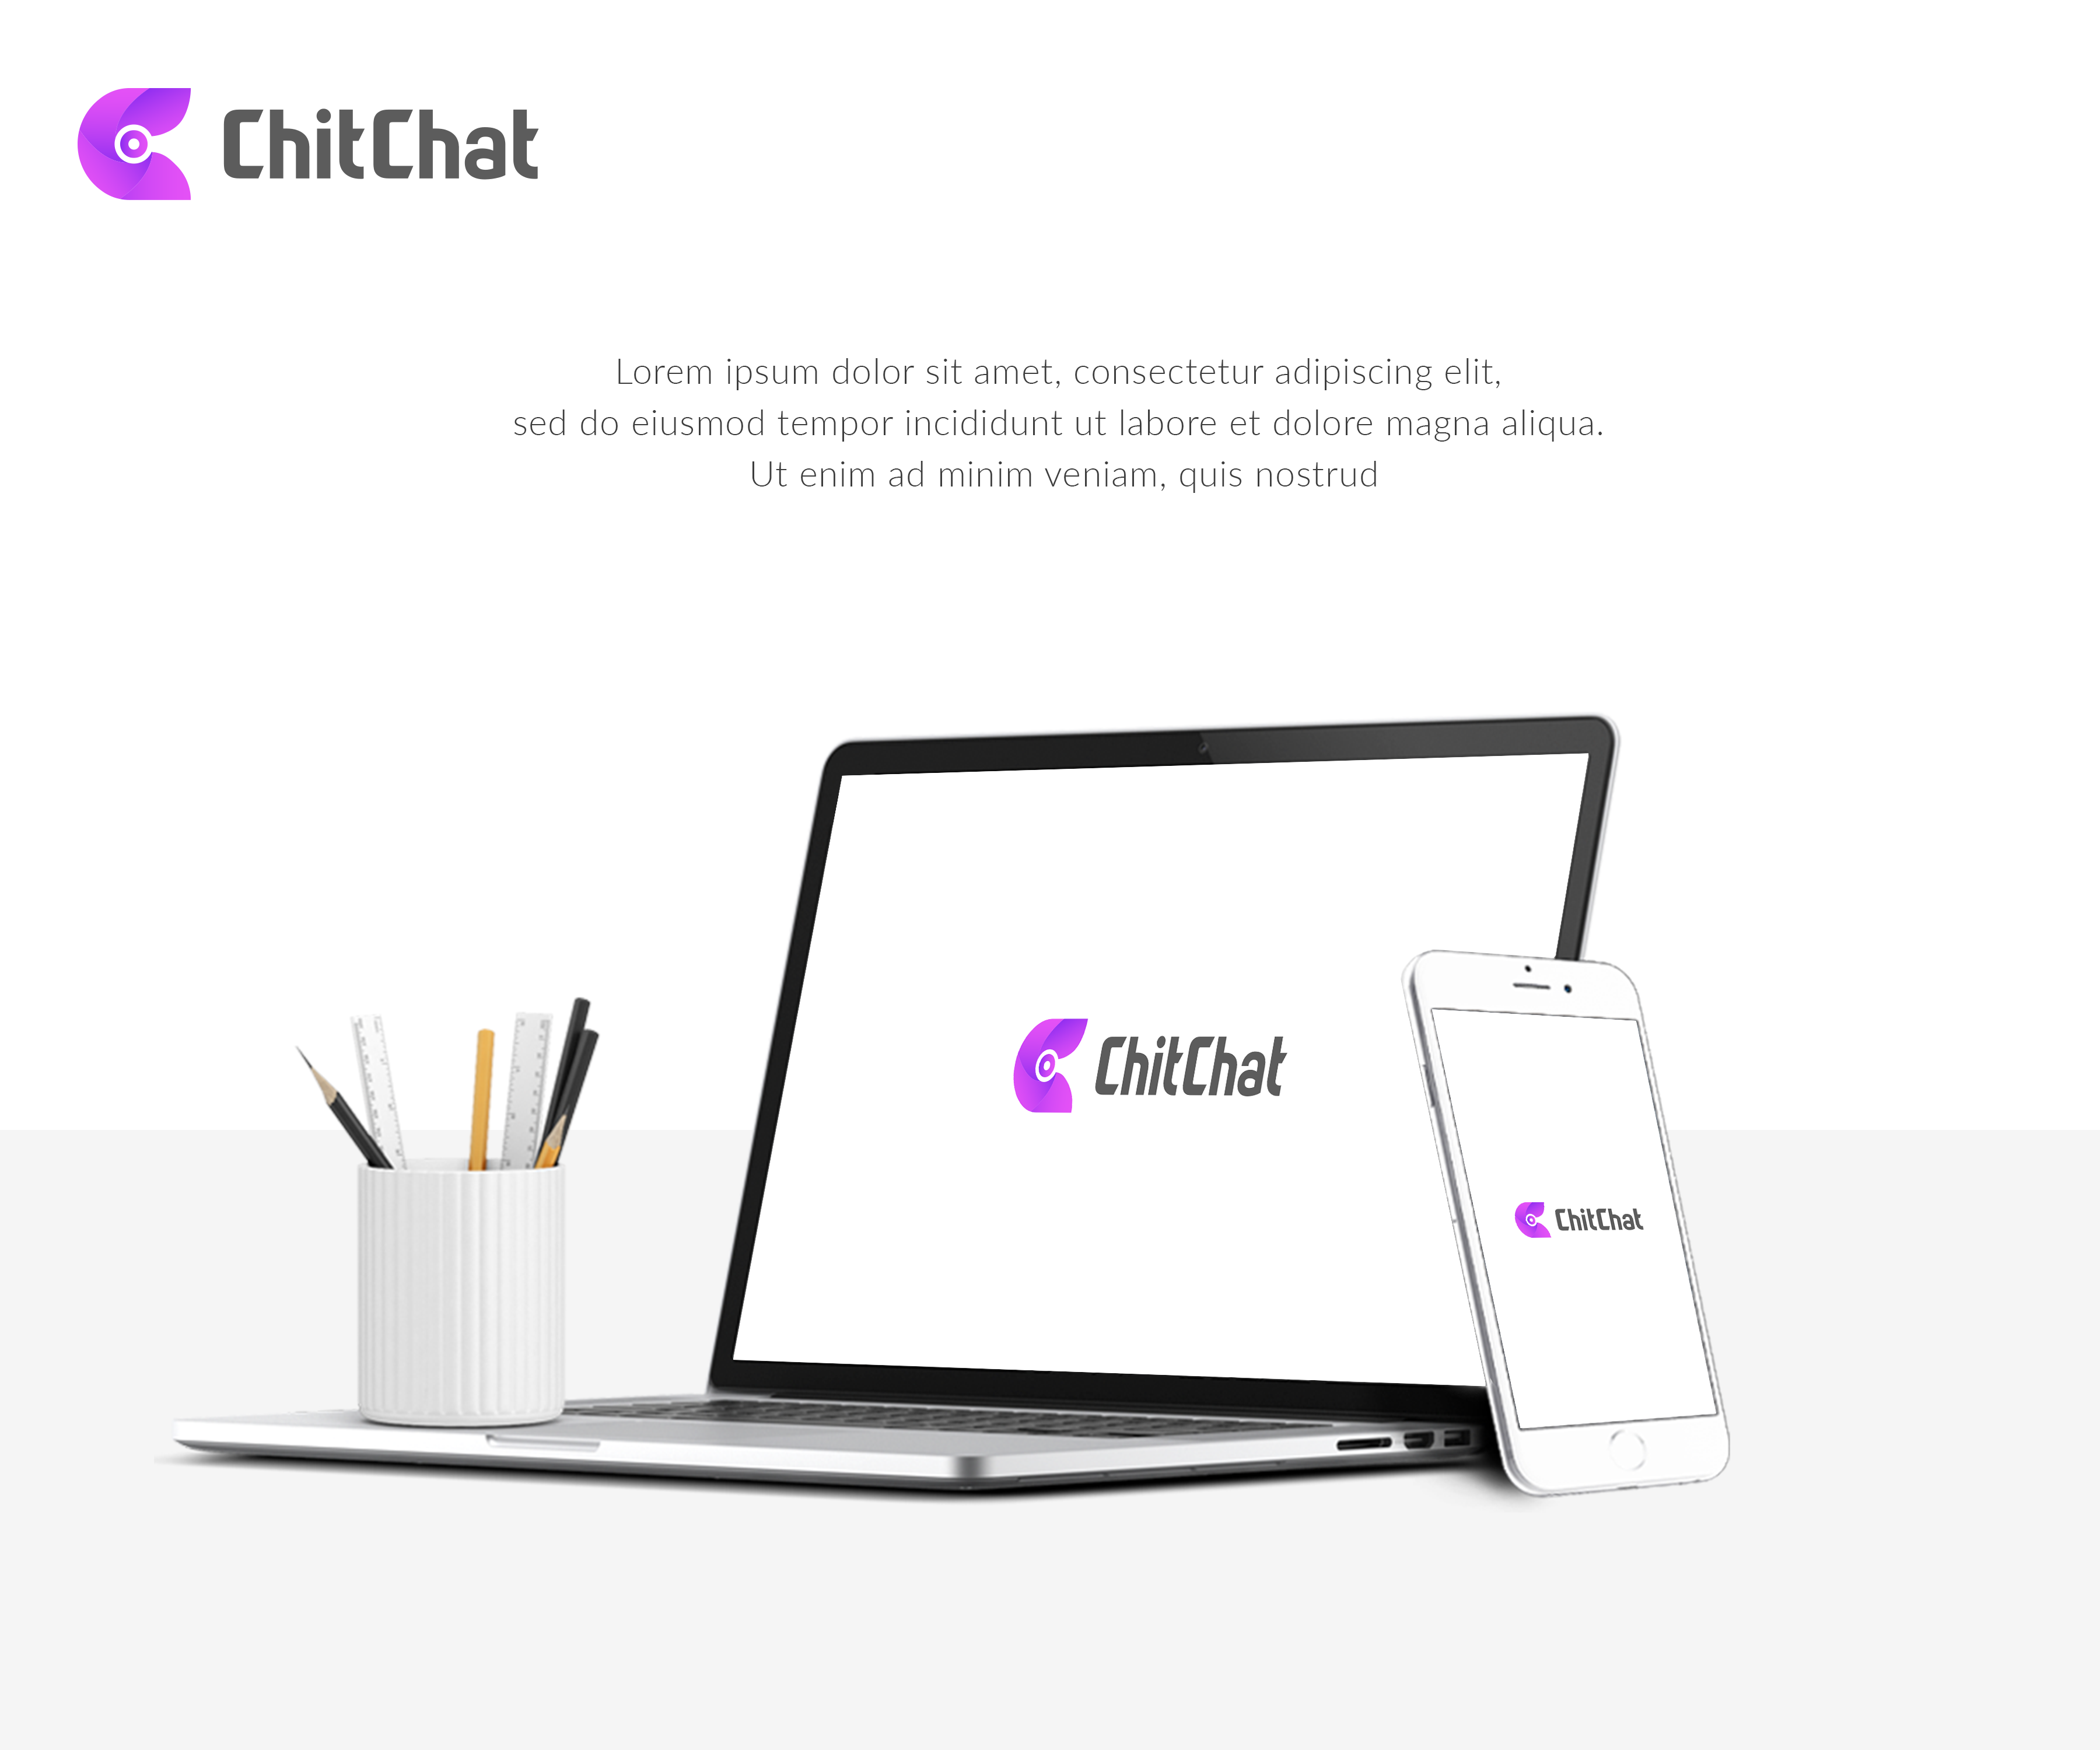 ChitChat
Lorem ipsum dolor sit amet, consectetur adipiscing elit,
sed do eiusmod tempor incididunt ut labore et dolore magna aliqua.
Ut enim ad minim veniam, quis nostrud
ChitChat
ChitChat